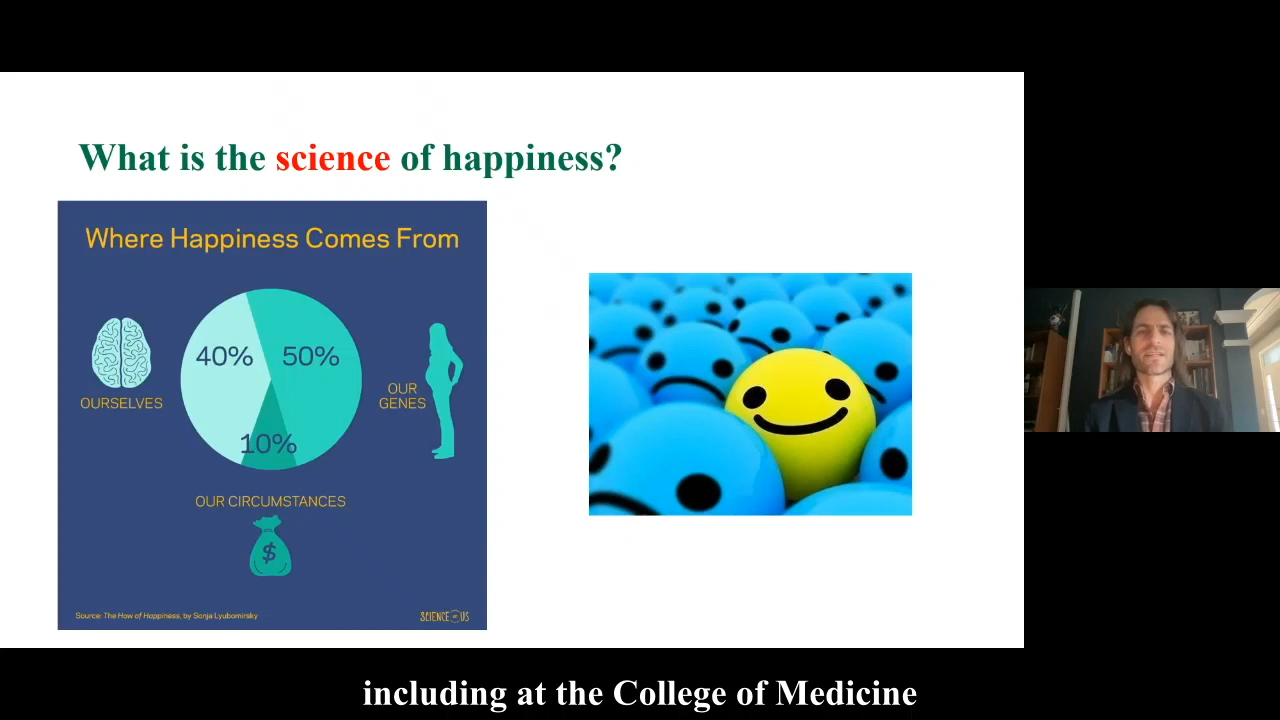 What is the science of happiness?
Where Happiness Comes From
40%
50%
OURSELVES
OUR
GENES
10%
OUR CIRCUMSTANCES
$
Source: The How of Happiness, by Sonja Lyubomirsky
SCIENCE OF US
including at the College of Medicine